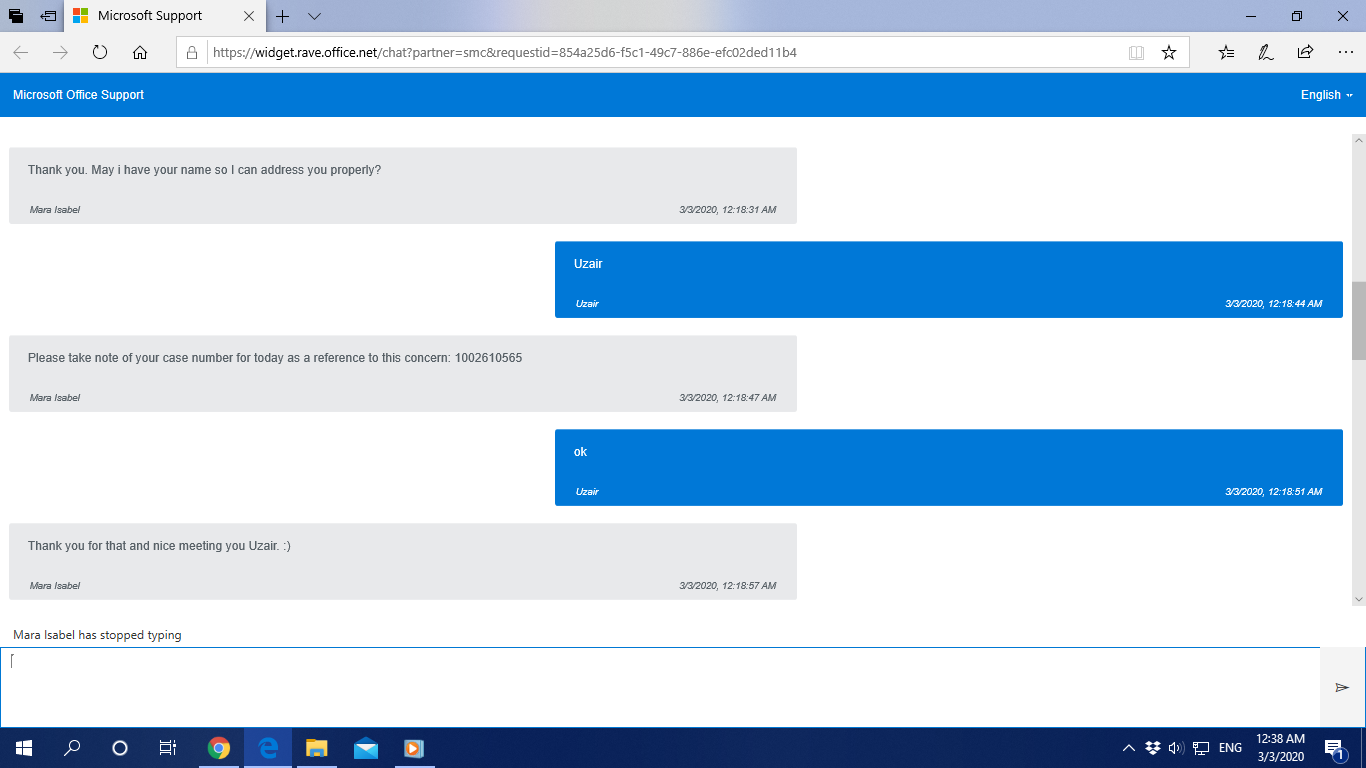 Microsoft Support
https://widget.rave.office.net/chat?partner=smc&requestid=854a25d6-f5c1-49c7-886e-efc02ded11b4
Microsoft Office Support
English
Thank you. May i have your name so I can address you properly?
Mara Isabel
3/3/2020, 12:18:31 AM
Uzair
Uzair
3/3/2020, 12:18:44 AM
Please take note of your case number for today as a reference to this concern: 1002610565
Mara Isabel
3/3/2020, 12:18:47 AM
ok
Uzair
3/3/2020, 12:18:51 AM
Thank you for that and nice meeting you Uzair. :)
Mara Isabel
3/3/2020, 12:18:57 AM
Mara Isabel has stopped typing
ENG
12:38 AM
3/3/2020
1